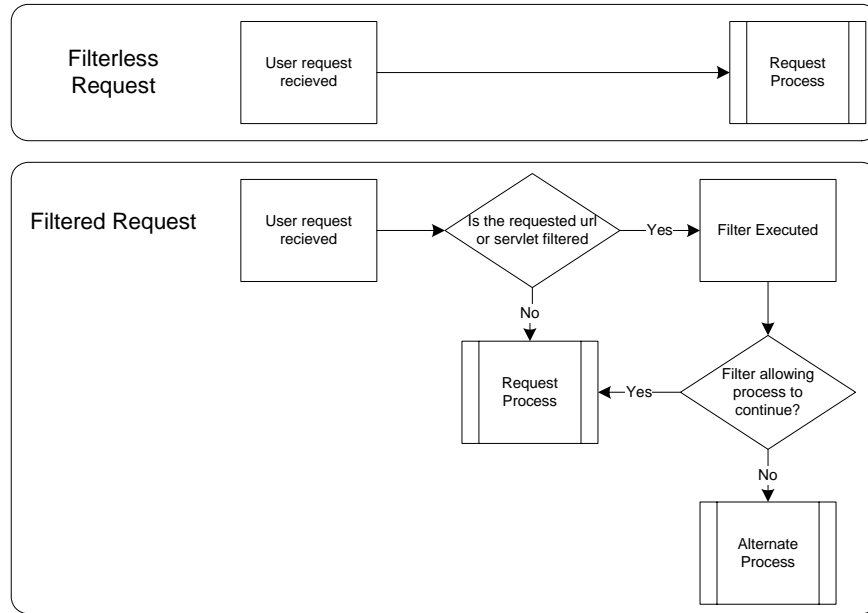 Filterless
Request
User request
recieved
Request
Process
Filtered Request
User request
recieved
Is the requested url
or servlet filtered
Yes
Filter Executed
No
Request
Process
Yes
Filter allowing
process to
continue?
No
Alternate
Process